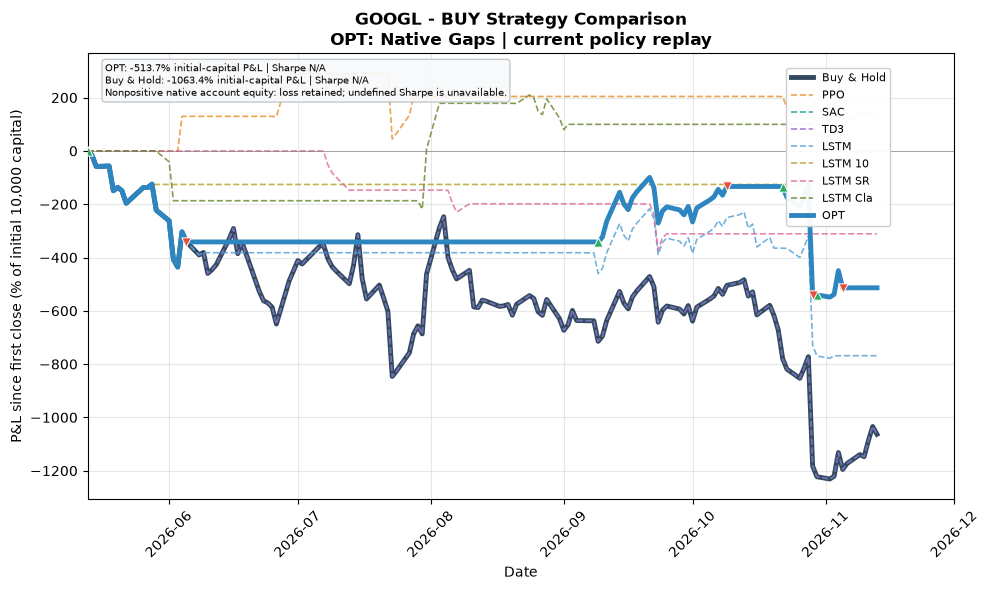 GOOGL - BUY Strategy Comparison
OPT: Native Gaps | current policy replay
OPT: -513.7% initial-capital P&L | Sharpe N/A
Buy & Hold: -1063.4% initial-capital P&L | Sharpe N/A
Nonpositive native account equity: loss retained; undefined Sharpe is unavailable.
Buy & Hold
PPO
SAC
TD3
LSTM
LSTM 10
LSTM SR
LSTM Cla
OPT
P&L since first close (% of initial 10,000 capital)
200
0
−200
−400
−600
−800
−1000
−1200
2026-06
2026-07
2026-08
2026-09
2026-10
2026-11
2026-12
Date